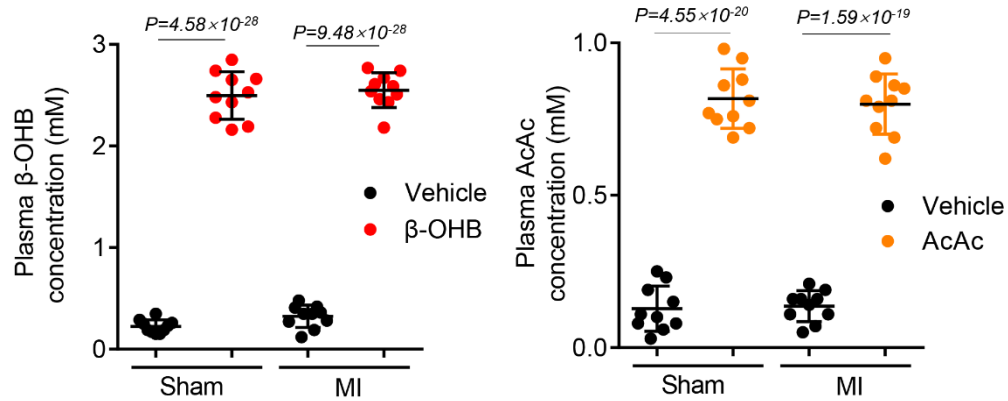 P=4.58×10⁻²⁸
P=9.48×10⁻²⁸
Plasma β-OHB
concentration (mM)
3
2
1
0
Vehicle
β-OHB
Sham
MI
P=4.55×10⁻²⁰
P=1.59×10⁻¹⁹
Plasma AcAc
concentration (mM)
1.0
0.5
0.0
Vehicle
AcAc
Sham
MI